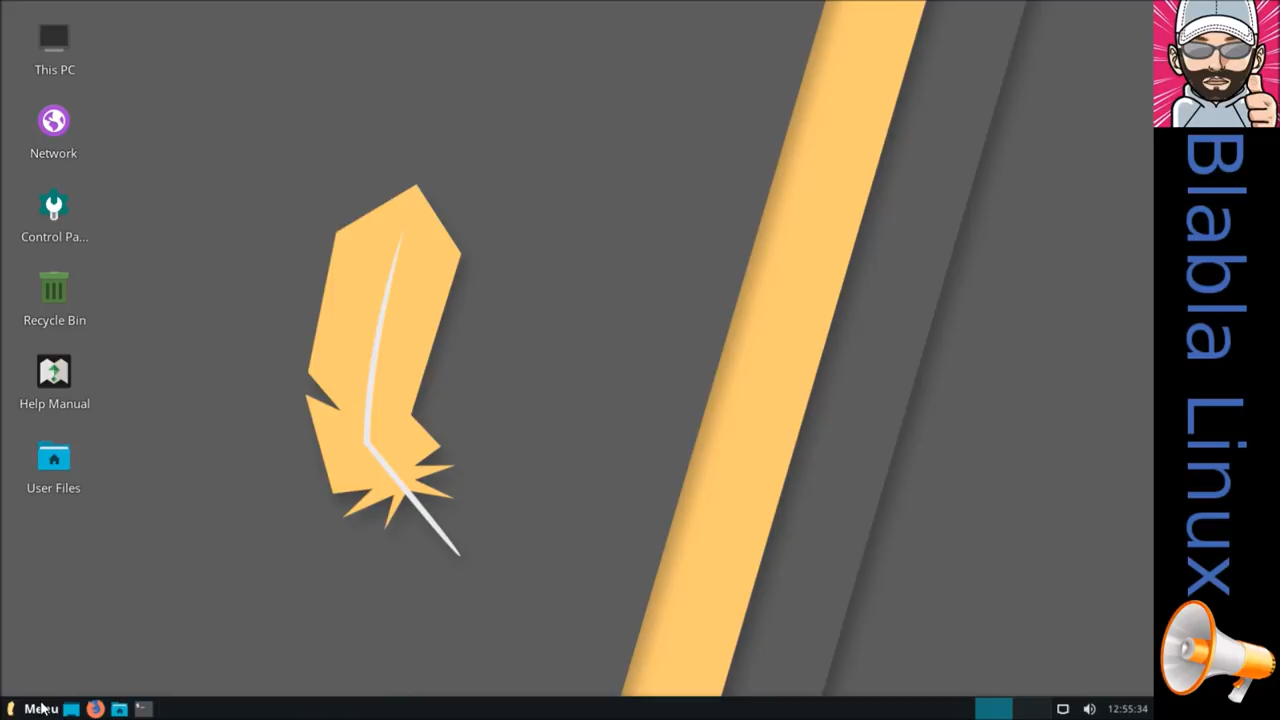 This PC
Network
Control Pa...
Recycle Bin
Help Manual
User Files
Menu
12:55:34
Blabla Linux